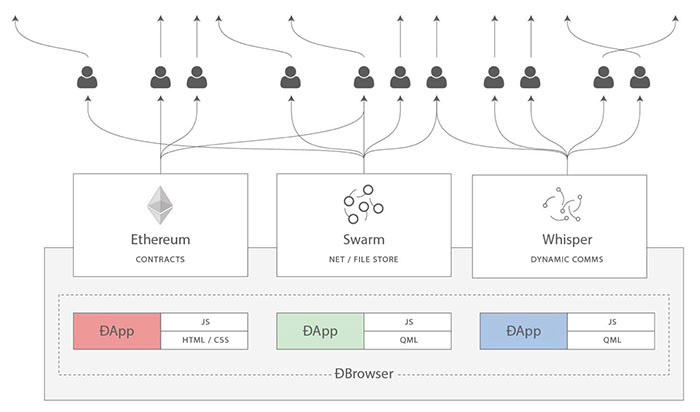 Ethereum
CONTRACTS
Swarm
NET / FILE STORE
Whisper
DYNAMIC COMMS
ĐApp
JS
HTML / CSS
ĐApp
JS
QML
ĐApp
JS
QML
ĐBrowser